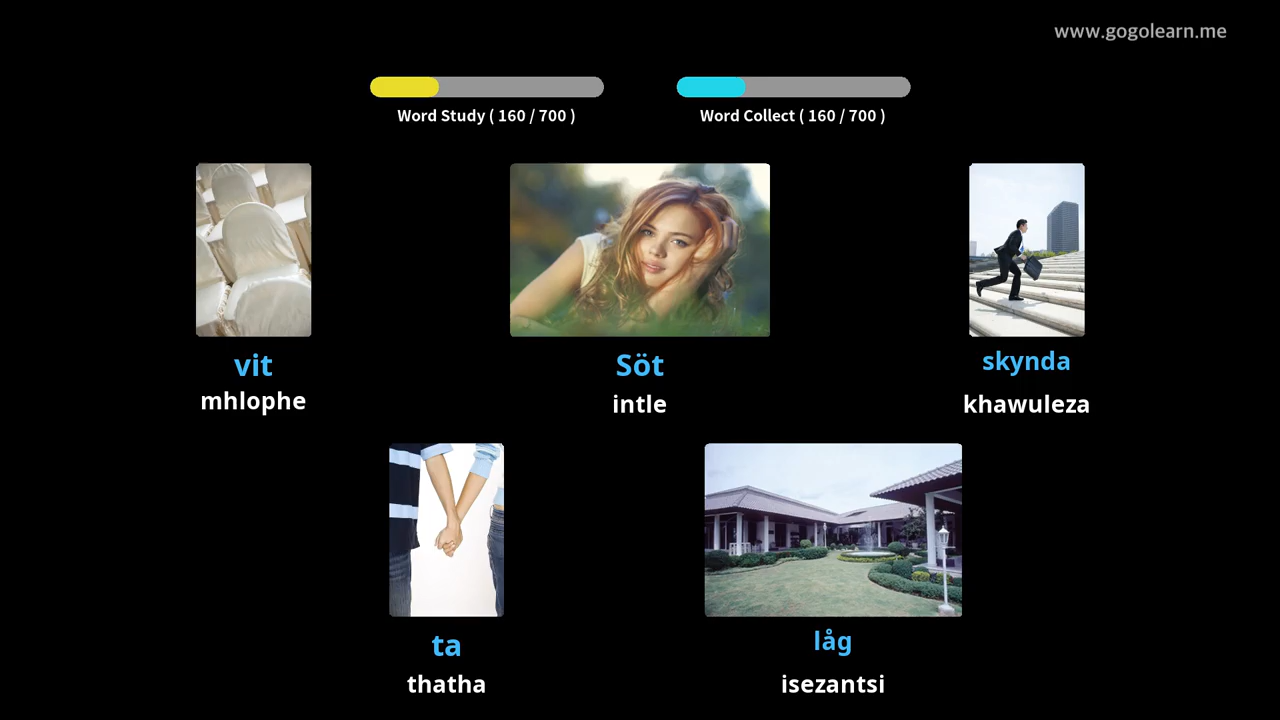 www.gogolearn.me
Word Study ( 160 / 700 )
Word Collect ( 160 / 700 )
vit
mhlophe
Söt
intle
skynda
khawuleza
ta
thatha
låg
isezantsi